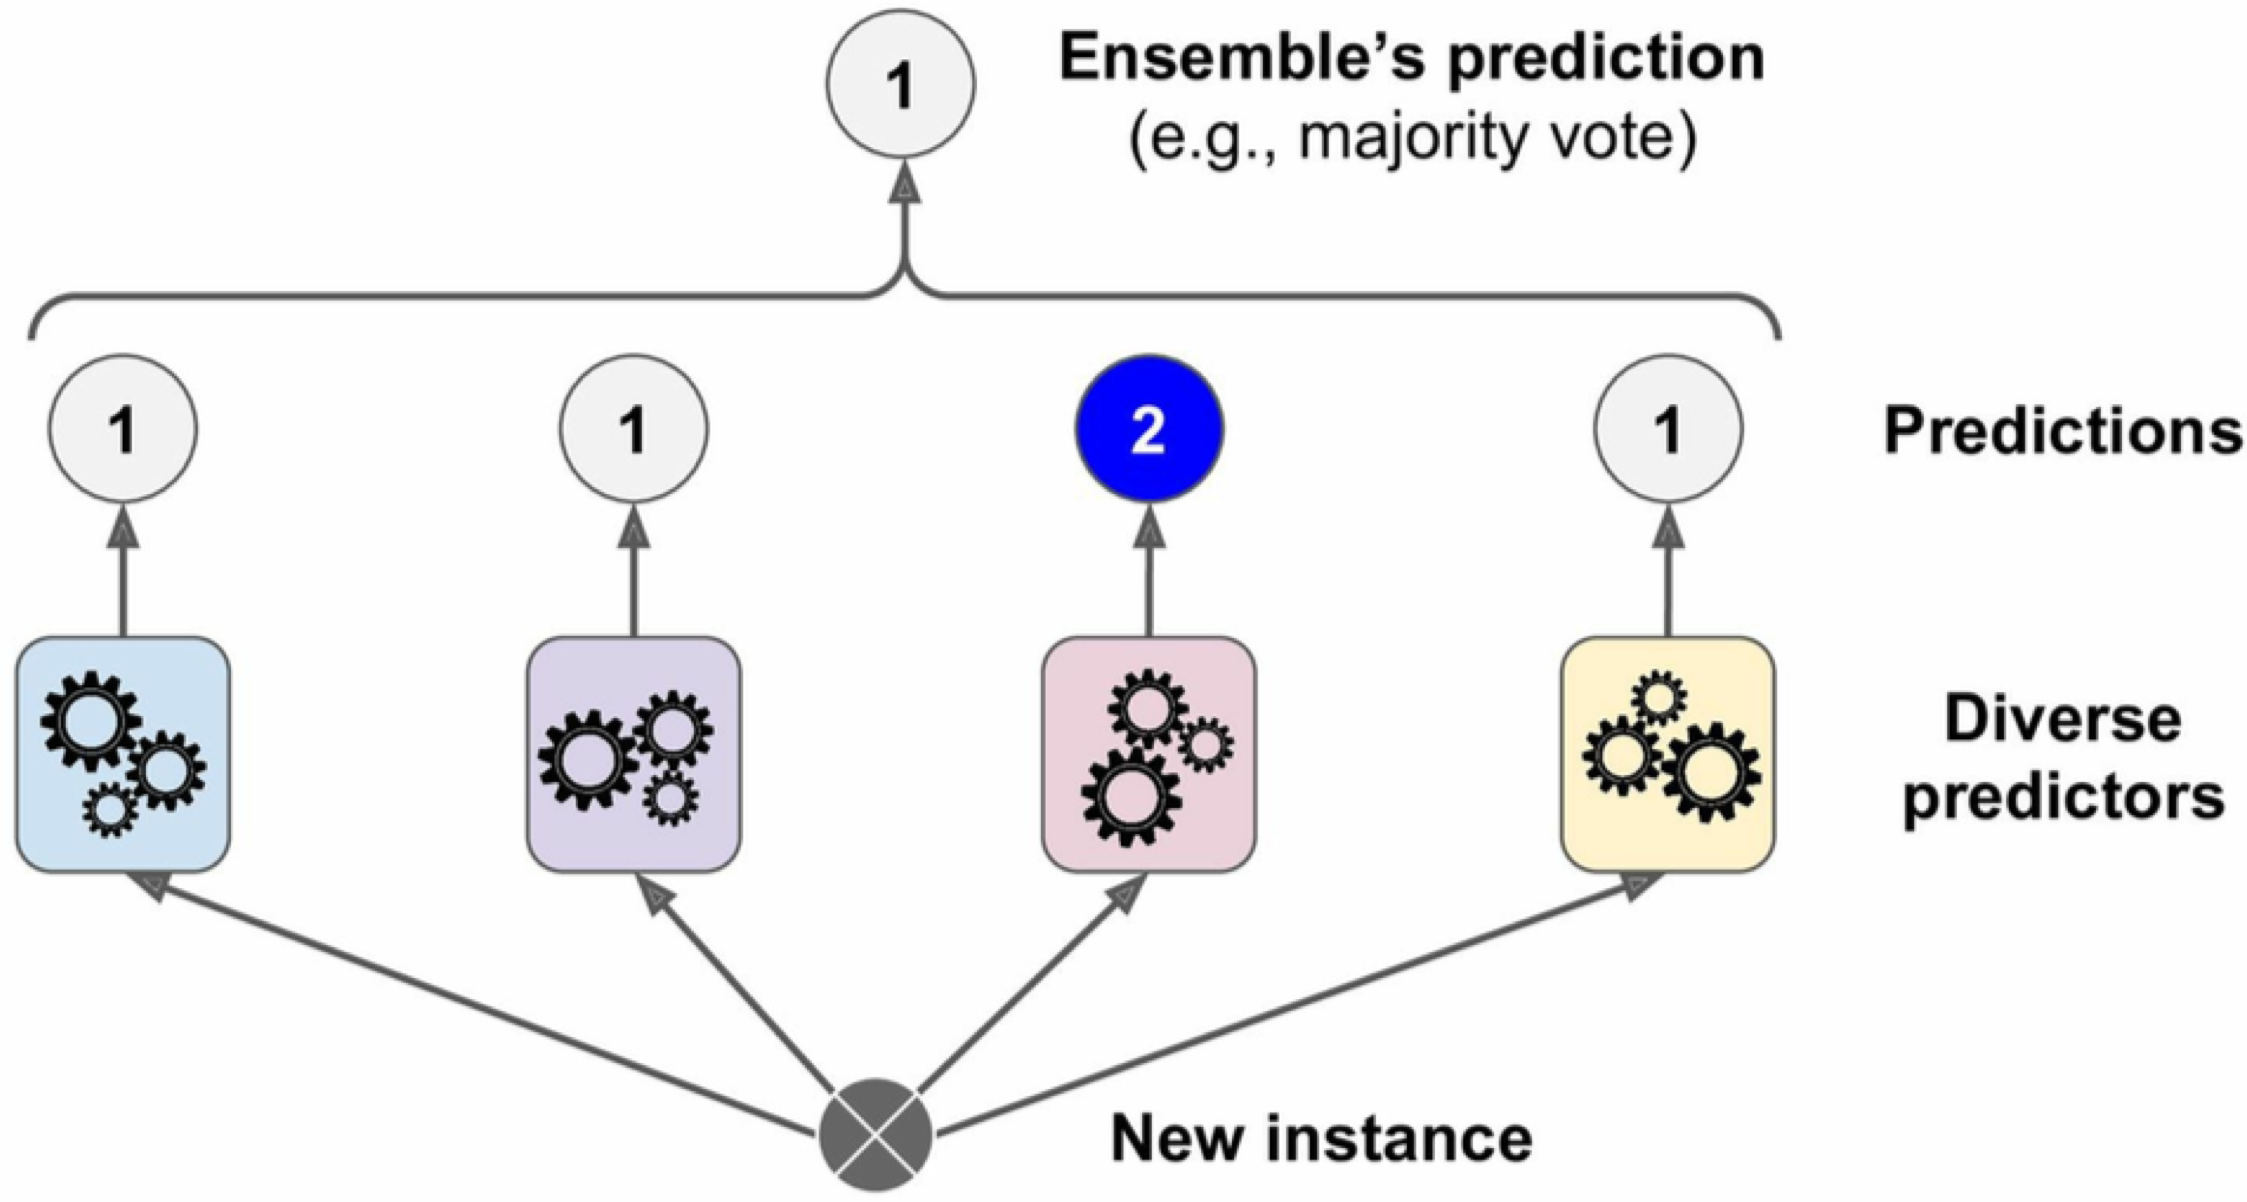 1
Ensemble’s prediction
(e.g., majority vote)
1
1
2
1
Predictions
Diverse
predictors
New instance